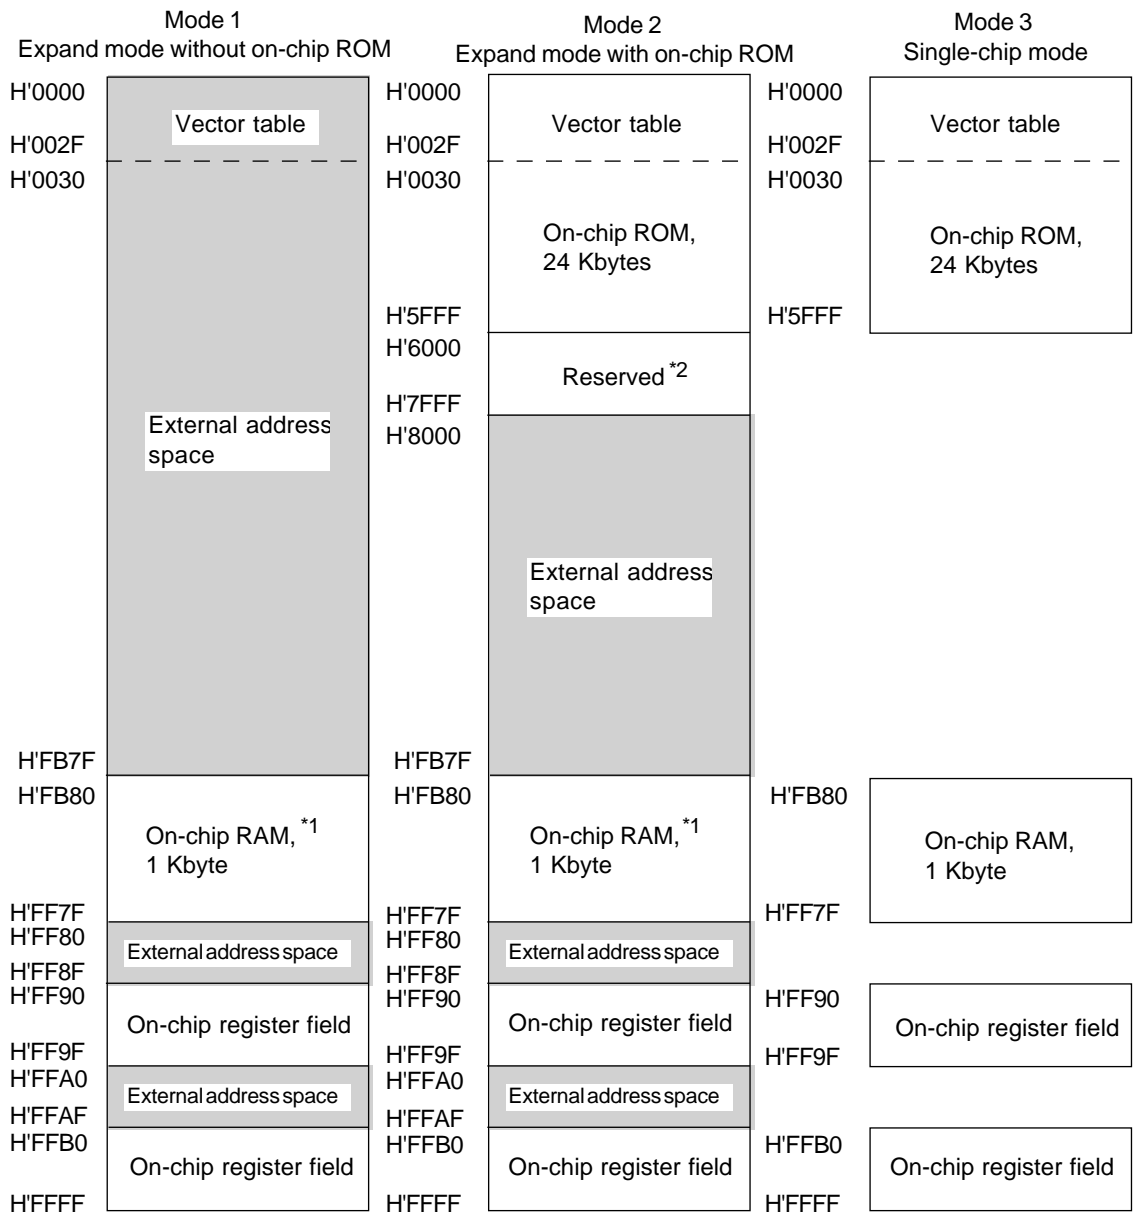 Mode 1
Expand mode without on-chip ROM
H'0000
Vector table
H'002F
H'0030
External address
space
H'FB7F
H'FB80
On-chip RAM, *1
1 Kbyte
H'FF7F
H'FF80
External address space
H'FF8F
H'FF90
On-chip register field
H'FF9F
H'FFA0
External address space
H'FFAF
H'FFB0
On-chip register field
H'FFFF
Mode 2
Expand mode with on-chip ROM
H'0000
Vector table
H'002F
H'0030
On-chip ROM,
24 Kbytes
H'5FFF
H'6000
Reserved *2
H'7FFF
H'8000
External address
space
H'FB7F
H'FB80
On-chip RAM, *1
1 Kbyte
H'FF7F
H'FF80
External address space
H'FF8F
H'FF90
On-chip register field
H'FF9F
H'FFA0
External address space
H'FFAF
H'FFB0
On-chip register field
H'FFFF
Mode 3
Single-chip mode
H'0000
Vector table
H'002F
H'0030
On-chip ROM,
24 Kbytes
H'5FFF
H'FB80
On-chip RAM,
1 Kbyte
H'FF7F
H'FF90
On-chip register field
H'FF9F
H'FFB0
On-chip register field
H'FFFF